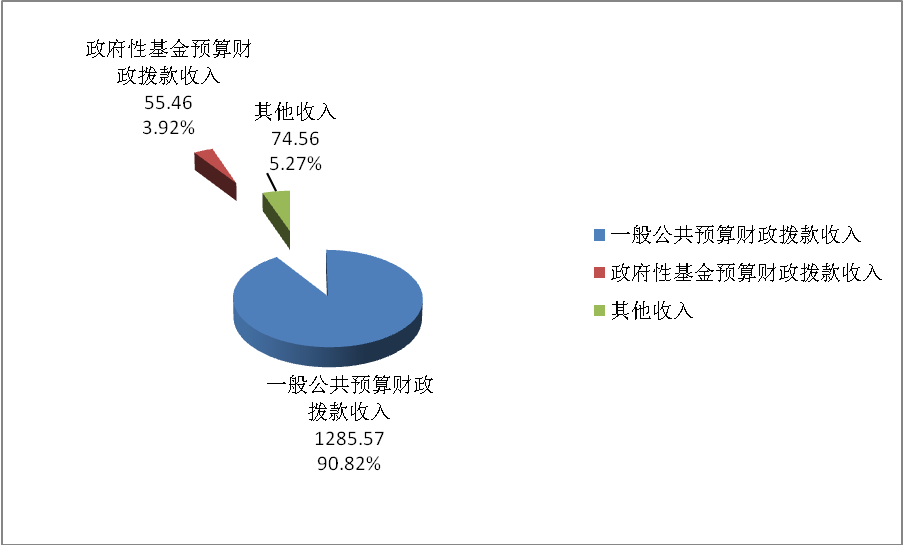 政府性基金预算财
政拨款收入
55.46
3.92%
其他收入
74.56
5.27%
一般公共预算财政
拨款收入
1285.57
90.82%
一般公共预算财政拨款收入
政府性基金预算财政拨款收入
其他收入